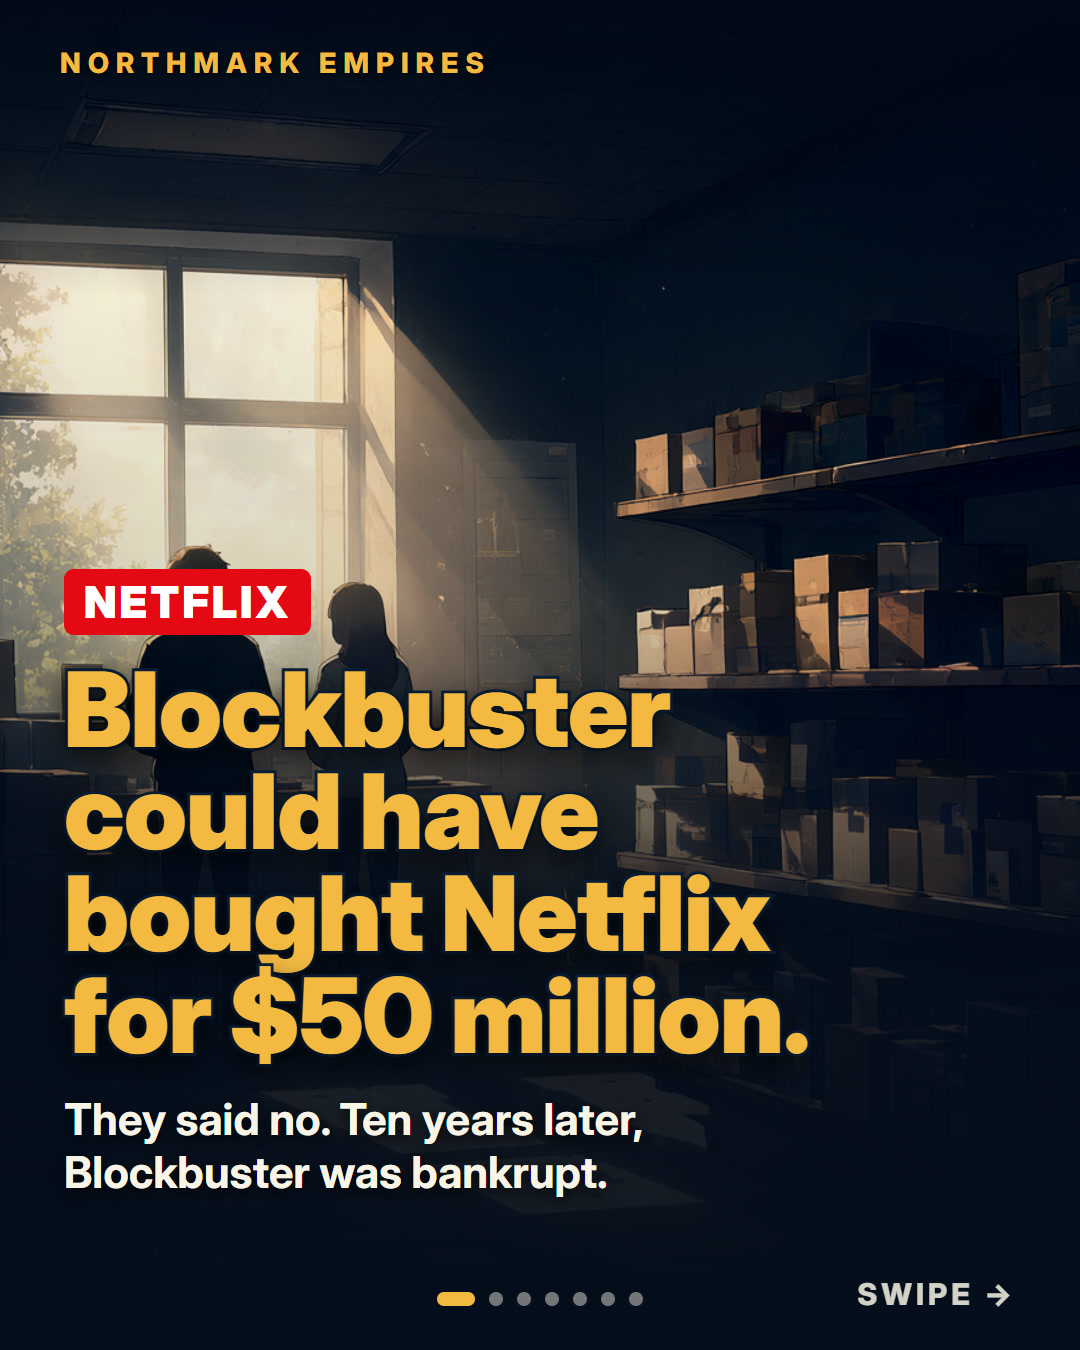 NORTHMARK EMPIRES
NETFLIX
Blockbuster
could have
bought Netflix
for $50 million.
They said no. Ten years later,
Blockbuster was bankrupt.
SWIPE →